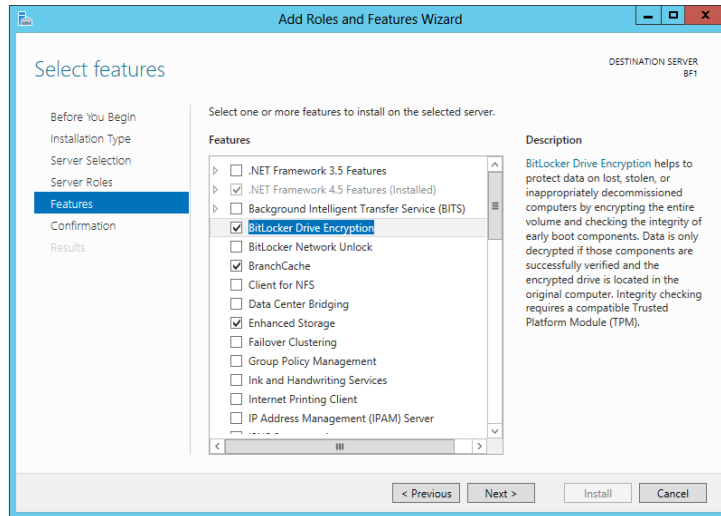 Add Roles and Features Wizard
Select features
DESTINATION SERVER
BF1
Before You Begin
Installation Type
Server Selection
Server Roles
Features
Confirmation
Results
Select one or more features to install on the selected server.
Features
.NET Framework 3.5 Features
.NET Framework 4.5 Features (Installed)
Background Intelligent Transfer Service (BITS)
BitLocker Drive Encryption
BitLocker Network Unlock
BranchCache
Client for NFS
Data Center Bridging
Enhanced Storage
Failover Clustering
Group Policy Management
Ink and Handwriting Services
Internet Printing Client
IP Address Management (IPAM) Server
Description
BitLocker Drive Encryption helps to
protect data on lost, stolen, or
inappropriately decommissioned
computers by encrypting the entire
volume and checking the integrity of
early boot components. Data is only
decrypted if those components are
successfully verified and the
encrypted drive is located in the
original computer. Integrity checking
requires a compatible Trusted
Platform Module (TPM).
< Previous
Next >
Install
Cancel